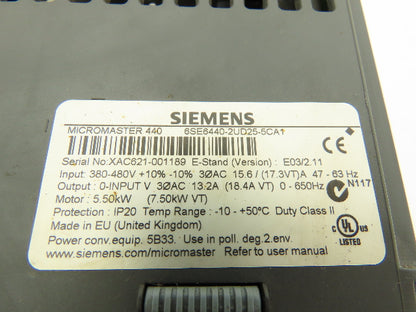 SIEMENS
MICROMASTER 440 6SE6440-2UD25-5CA1
Serial No:XAC621-001189 E-Stand (Version) : E03/2.11
Input: 380-480V +10% -10% 3ØAC 15.6 / (17.3VT)A 47 - 63 Hz
Output : 0-INPUT V 3ØAC 13.2A (18.4A VT) 0 - 650Hz
N117
Motor : 5.50kW (7.50kW VT)
Protection : IP20 Temp Range : -10 - +50°C Duty Class II
Made in EU (United Kingdom)
Power conv.equip. 5B33. Use in poll. deg.2.env.
www.siemens.com/micromaster Refer to user manual
CE
c UL US
LISTED